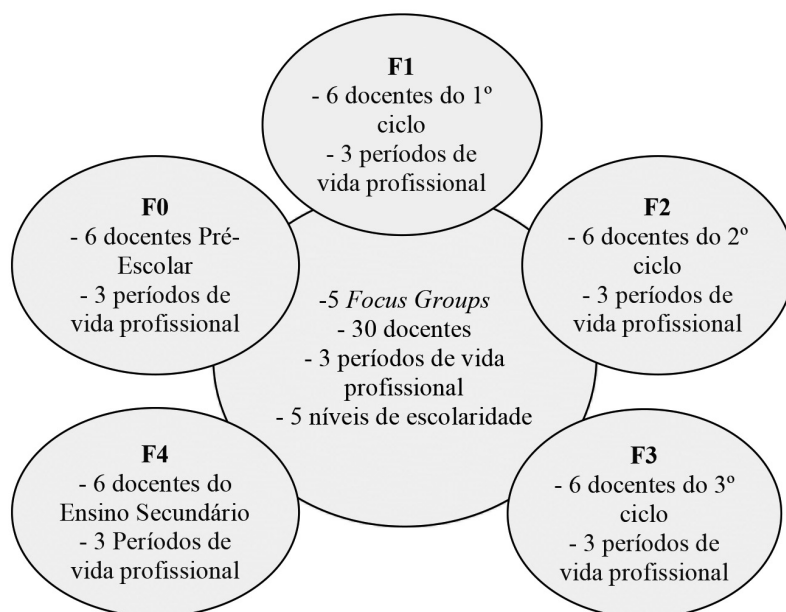 F1
- 6 docentes do 1º
ciclo
- 3 períodos de
vida profissional
F0
- 6 docentes Pré-
Escolar
- 3 períodos de
vida profissional
F2
- 6 docentes do 2º
ciclo
- 3 períodos de
vida profissional
-5 Focus Groups
- 30 docentes
- 3 períodos de vida
profissional
- 5 níveis de escolaridade
F4
- 6 docentes do
Ensino Secundário
- 3 Períodos de
vida profissional
F3
- 6 docentes do 3º
ciclo
- 3 períodos de
vida profissional